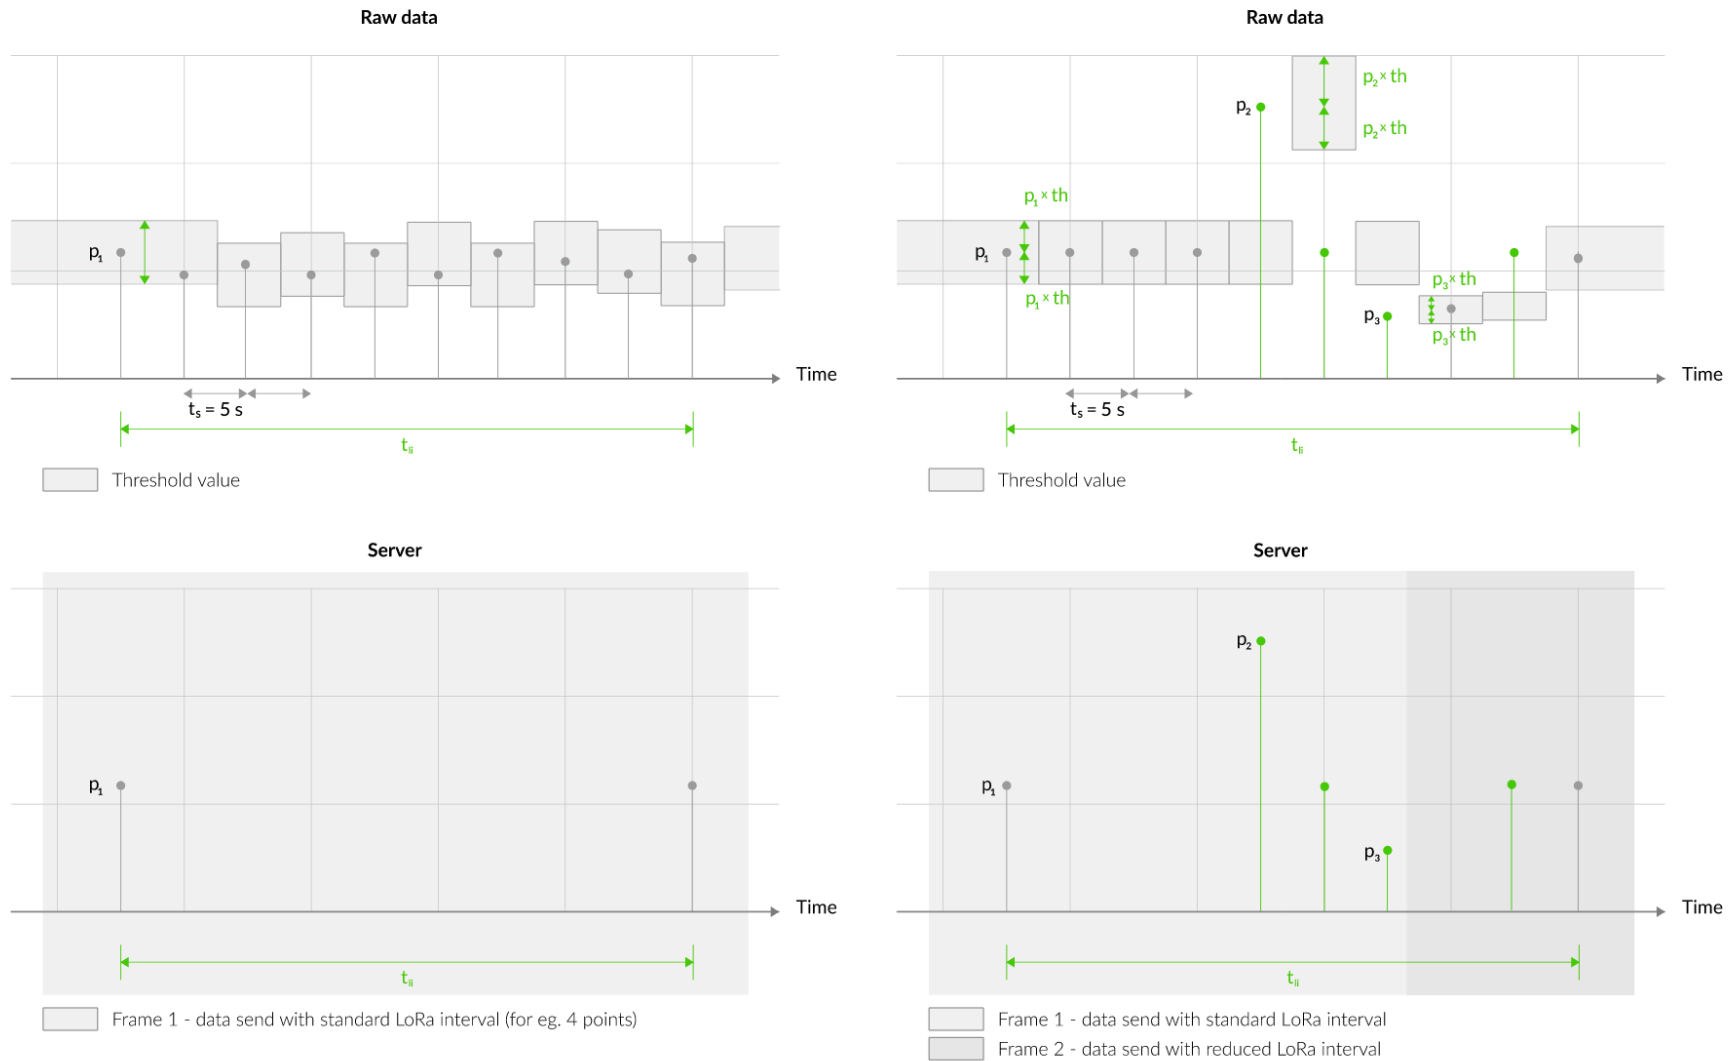 Raw data
Raw data
p₂
p₂ × th
p₂ × th
p₁ × th
p₁
p₁
p₁ × th
p₃ × th
p₃
p₃ × th
Time
Time
tₛ = 5 s
tₛ = 5 s
tₗᵢ
tₗᵢ
Threshold value
Threshold value
Server
Server
p₂
p₁
p₁
p₃
Time
Time
tₗᵢ
tₗᵢ
Frame 1 - data send with standard LoRa interval (for eg. 4 points)
Frame 1 - data send with standard LoRa interval
Frame 2 - data send with reduced LoRa interval